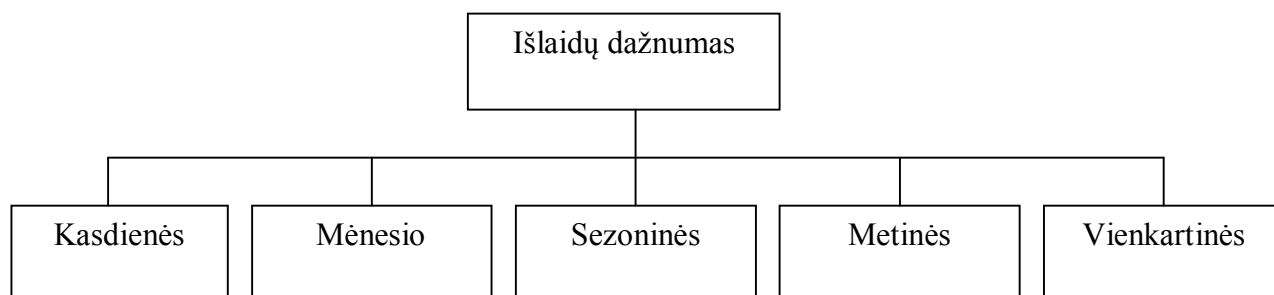 Išlaidų dažnumas
Kasdienės
Mėnesio
Sezoninės
Metinės
Vienkartinės